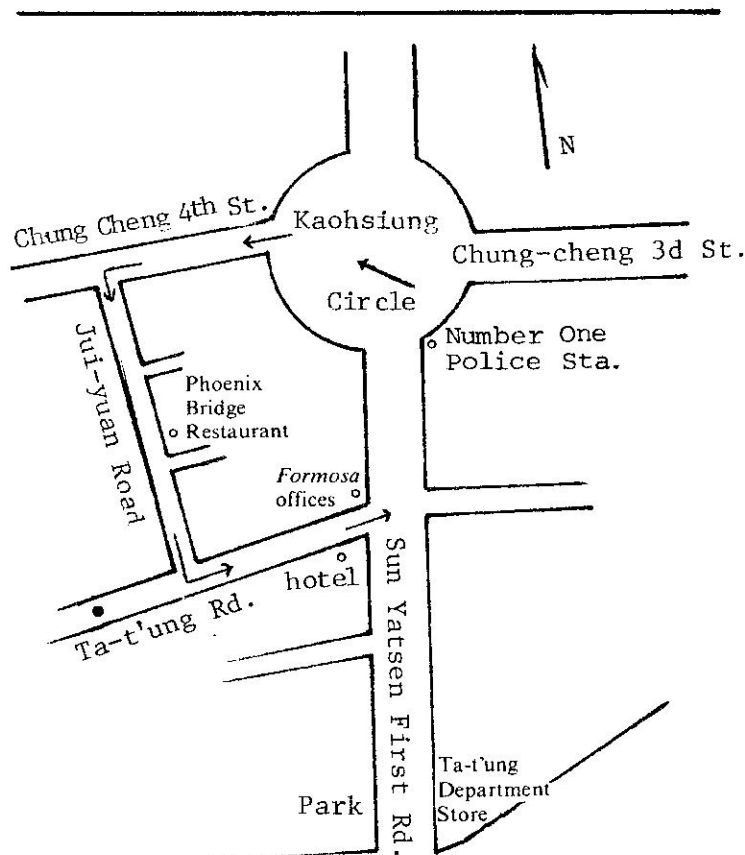 N
Chung Cheng 4th St.
Kaohsiung
Circle
Chung-cheng 3d St.
Number One
Police Sta.
Jui-yuan Road
Phoenix
Bridge
Restaurant
Formosa
offices
hotel
Ta-t'ung Rd.
Sun Yatsen First Rd.
Park
Ta-t'ung
Department
Store